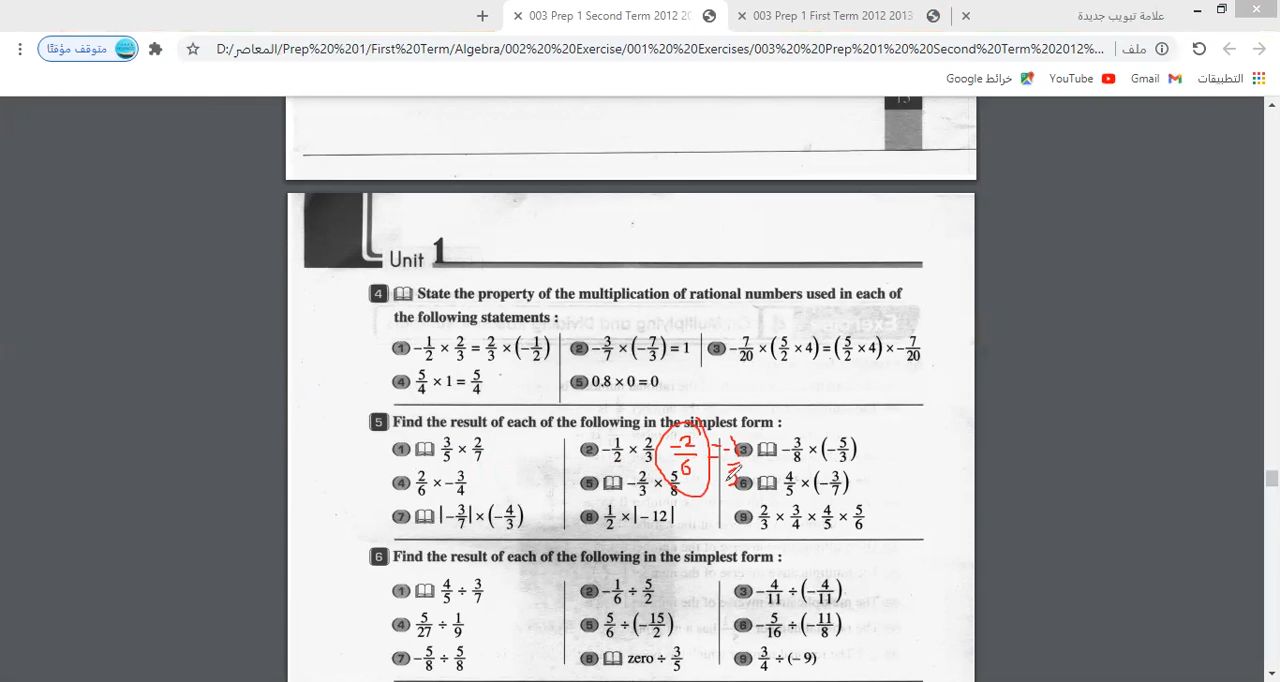 003 Prep 1 Second Term 2012 20
003 Prep 1 First Term 2012 2013
علامة تبويب جديدة
متوقف مؤقتًا
D:/المعاصر/Prep%20%201/First%20Term/Algebra/002%20%20Exercise/001%20%20Exercises/003%20%20Prep%201%20%20Second%20Term%202012%...
ملف
خرائط Google
YouTube
Gmail
التطبيقات
Unit 1
4 State the property of the multiplication of rational numbers used in each of
the following statements :
1 -1/2 × 2/3 = 2/3 × (-1/2) 2 -3/7 × (-7/3) = 1 3 -7/20 × (5/2 × 4) = (5/2 × 4) × -7/20
4 5/4 × 1 = 5/4 5 0.8 × 0 = 0
5 Find the result of each of the following in the simplest form :
1 3/5 × 2/7 2 -1/2 × 2/3 -2/6 = -1/3 3 -3/8 × (-5/3)
4 2/6 × -3/4 5 -2/3 × 5/8 6 4/5 × (-3/7)
7 |-3/7| × (-4/3) 8 1/2 × |-12| 9 2/3 × 3/4 × 4/5 × 5/6
6 Find the result of each of the following in the simplest form :
1 4/5 ÷ 3/7 2 -1/6 ÷ 5/2 3 -4/11 ÷ (-4/11)
4 5/27 ÷ 1/9 5 5/6 ÷ (-15/2) 6 -5/16 ÷ (-11/8)
7 -5/8 ÷ 5/8 8 zero ÷ 3/5 9 3/4 ÷ (-9)